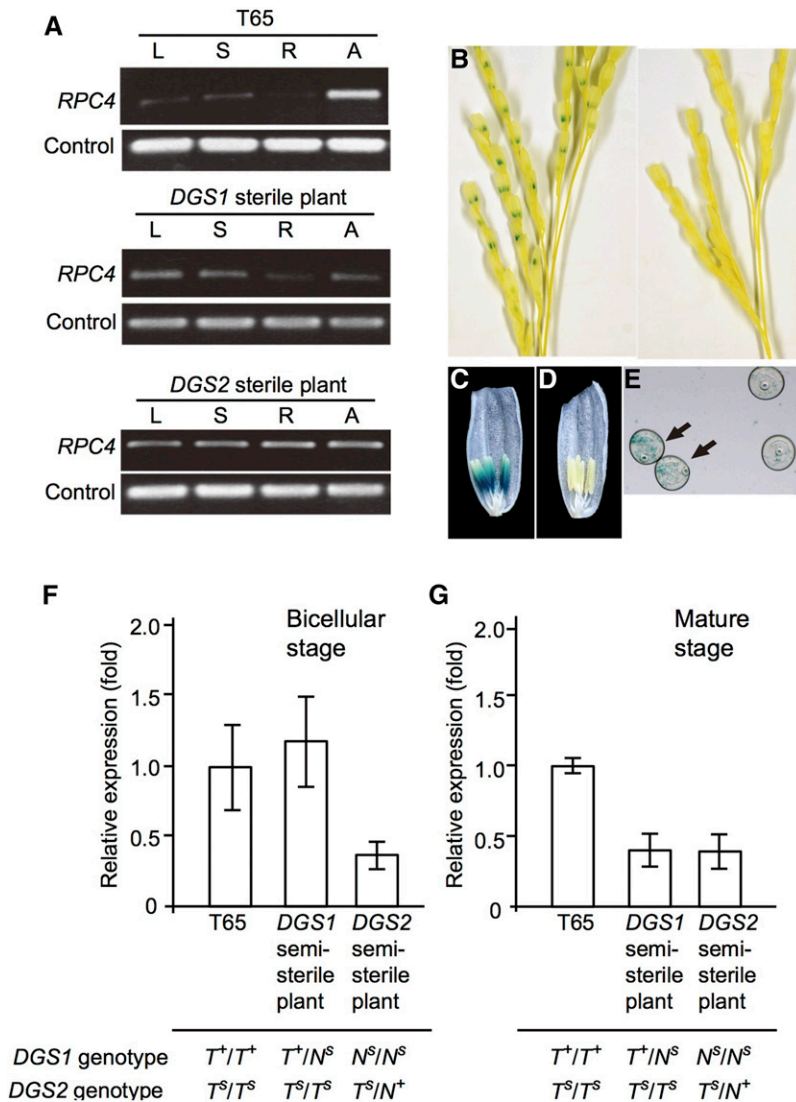 A
T65
L S R A
RPC4
Control
DGS1 sterile plant
L S R A
RPC4
Control
DGS2 sterile plant
L S R A
RPC4
Control
B
C
D
E
F
Bicellular
stage
Relative expression (fold)
2.0
1.5
1.0
0.5
0
T65
DGS1
semi-
sterile
plant
DGS2
semi-
sterile
plant
DGS1 genotype
T⁺/T⁺ T⁺/Nˢ Nˢ/Nˢ
DGS2 genotype
Tˢ/Tˢ Tˢ/Tˢ Tˢ/N⁺
G
Mature
stage
Relative expression (fold)
2.0
1.5
1.0
0.5
0
T65
DGS1
semi-
sterile
plant
DGS2
semi-
sterile
plant
T⁺/T⁺ T⁺/Nˢ Nˢ/Nˢ
Tˢ/Tˢ Tˢ/Tˢ Tˢ/N⁺